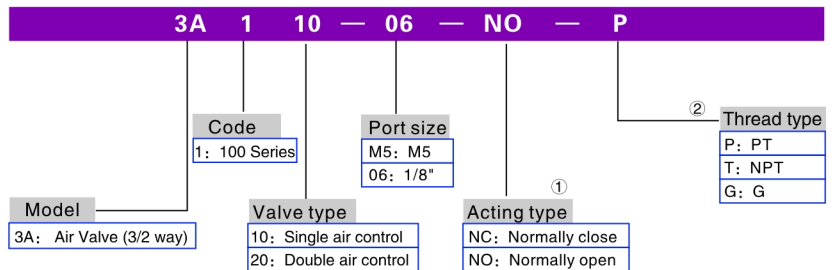 3A 1 10 — 06 — NO — P
②
Thread type
P：PT
T：NPT
G：G
Code
1：100 Series
Port size
M5：M5
06：1/8"
①
Model
3A： Air Valve (3/2 way)
Valve type
10：Single air control
20：Double air control
Acting type
NC：Normally close
NO：Normally open